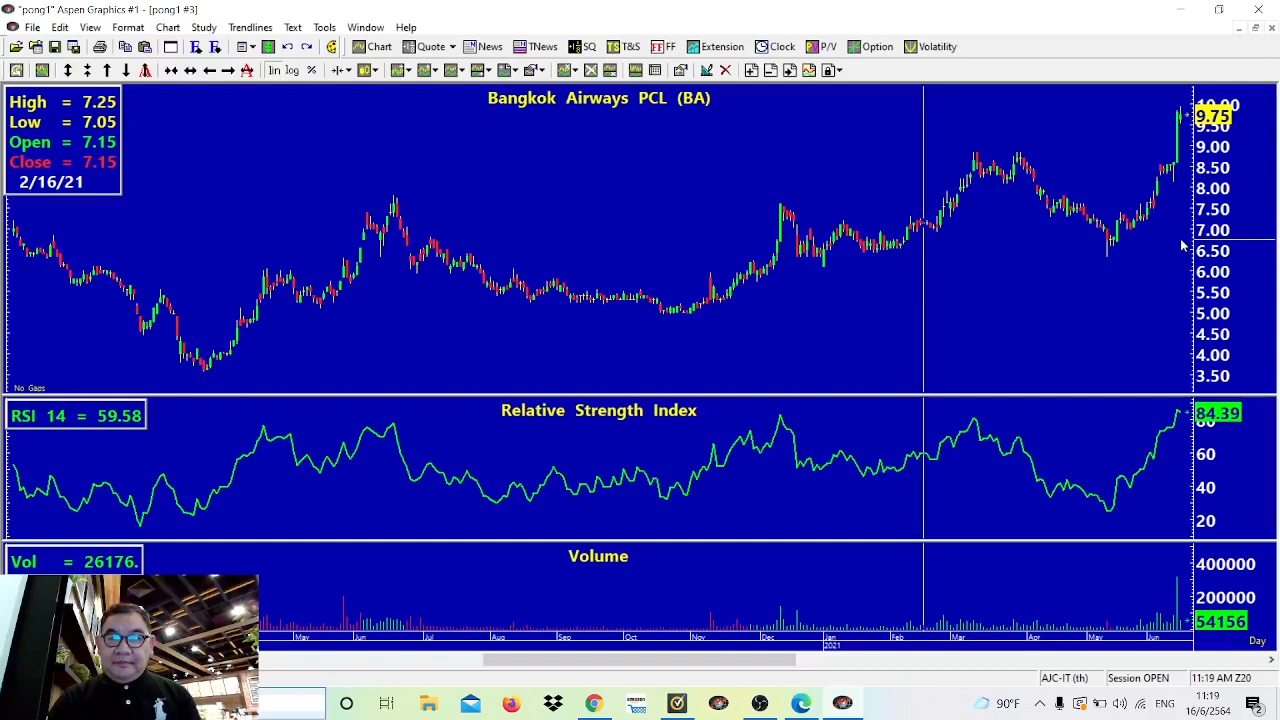 "pong1" Aspen Graphics #1 - [pong1 #3]
File Edit View Format Chart Study Trendlines Text Tools Window Help
Chart Quote News TNews SQ T&S FF Extension Clock P/V Option Volatility
lin log %
High = 7.25
Low = 7.05
Open = 7.15
Close = 7.15
2/16/21
Bangkok Airways PCL (BA)
10.00
9.75
9.50
9.00
8.50
8.00
7.50
7.00
6.50
6.00
5.50
5.00
4.50
4.00
3.50
No Gaps
RSI 14 = 59.58
Relative Strength Index
84.39
80
60
40
20
Vol = 26176.
Volume
400000
200000
54156
May Jun Jul Aug Sep Oct Nov Dec Jan Feb Mar Apr May Jun
2021
Day
AJC-IT (th) Session OPEN 11:19 AM Z20
amazon
90°F
11:19
16/6/2564
2